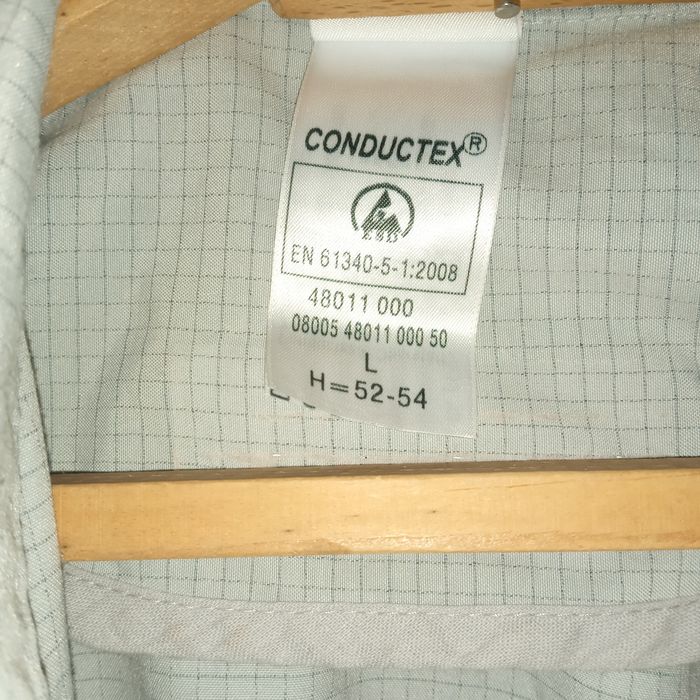 CONDUCTEX®
ESD
EN 61340-5-1:2008
48011 000
08005 48011 000 50
L
H=52-54